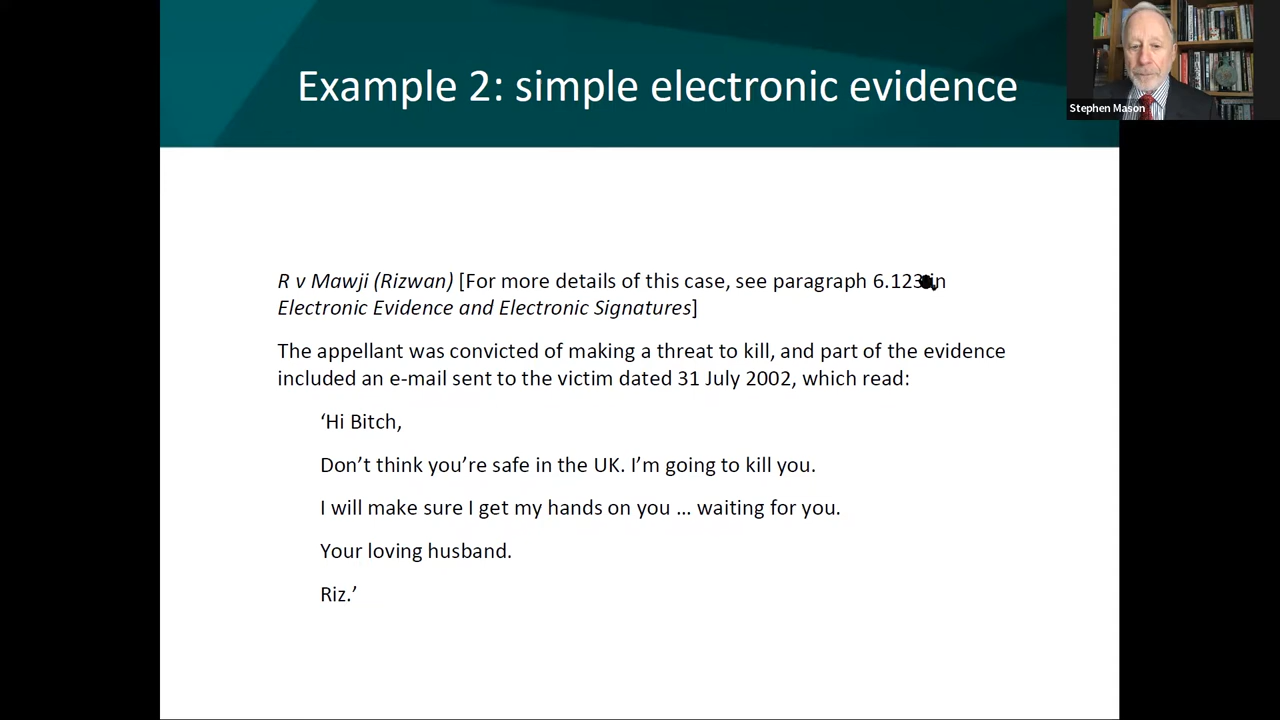 Example 2: simple electronic evidence
Stephen Mason
R v Mawji (Rizwan) [For more details of this case, see paragraph 6.123 in
Electronic Evidence and Electronic Signatures]
The appellant was convicted of making a threat to kill, and part of the evidence
included an e-mail sent to the victim dated 31 July 2002, which read:
‘Hi Bitch,
Don’t think you’re safe in the UK. I’m going to kill you.
I will make sure I get my hands on you … waiting for you.
Your loving husband.
Riz.’